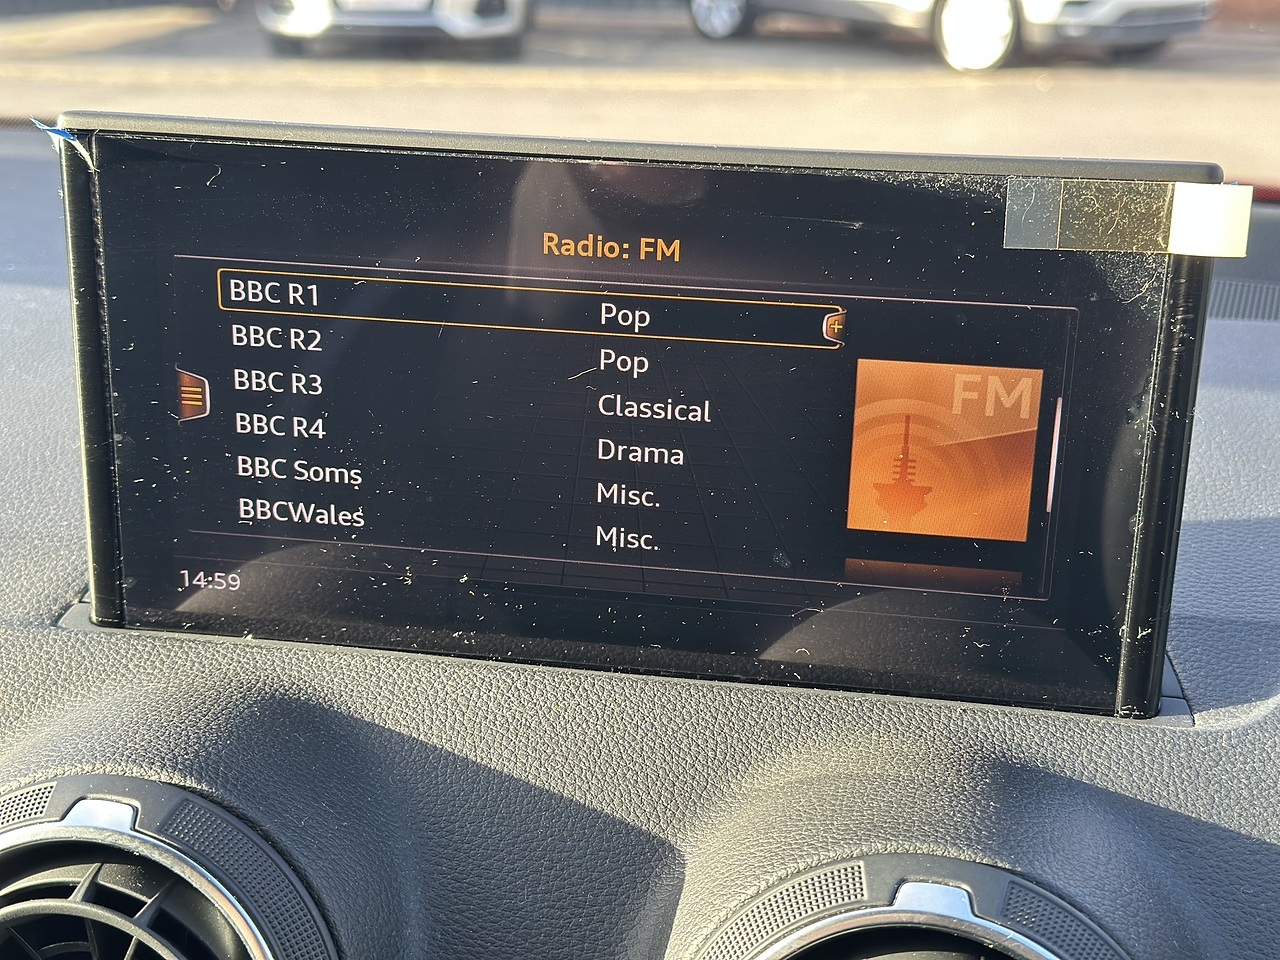 Radio: FM
BBC R1 Pop
BBC R2 Pop
BBC R3 Classical
BBC R4 Drama
BBC Soms Misc.
BBCWales Misc.
FM
14:59